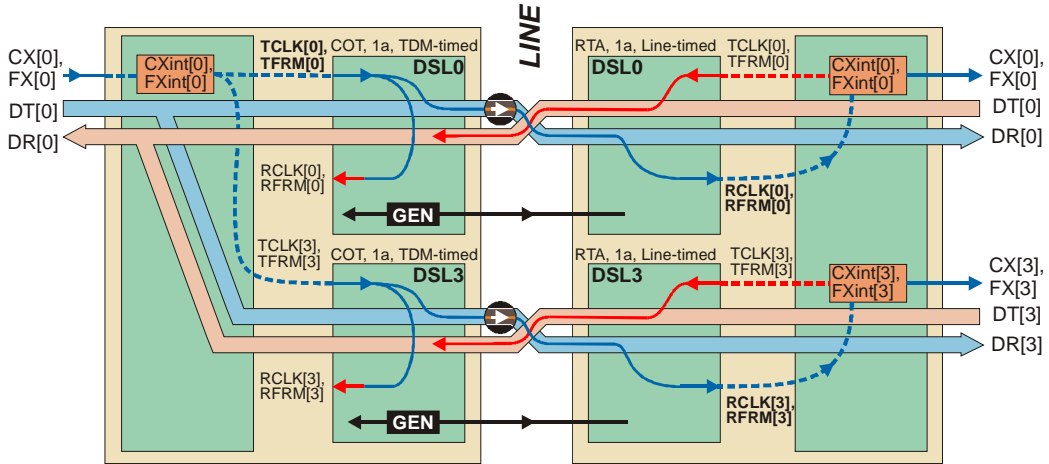 LINE
CX[0],
FX[0]
DT[0]
DR[0]
CXint[0],
FXint[0]
TCLK[0],
TFRM[0]
COT, 1a, TDM-timed
DSL0
RCLK[0],
RFRM[0]
GEN
RTA, 1a, Line-timed
DSL0
TCLK[0],
TFRM[0]
CXint[0],
FXint[0]
RCLK[0],
RFRM[0]
CX[0],
FX[0]
DT[0]
DR[0]
TCLK[3],
TFRM[3]
COT, 1a, TDM-timed
DSL3
RCLK[3],
RFRM[3]
GEN
RTA, 1a, Line-timed
DSL3
TCLK[3],
TFRM[3]
CXint[3],
FXint[3]
RCLK[3],
RFRM[3]
CX[3],
FX[3]
DT[3]
DR[3]